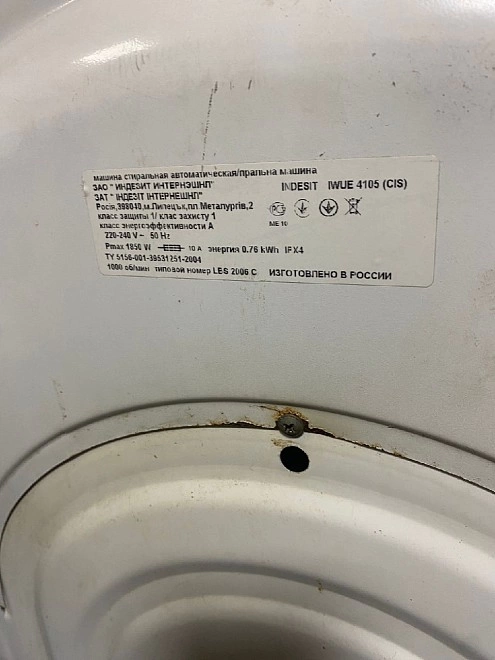 машина стиральная автоматическая/пральна машина
ЗАО " ИНДЕЗИТ ИНТЕРНЭШНЛ" INDESIT IWUE 4105 (CIS)
ЗАТ " ІНДЕЗІТ ІНТЕРНЕШНЛ"
Росія,398040,м.Липецьк,пл.Металургів,2
класс защиты 1/ клас захисту 1
класс энергоэффективности А ME 10
220-240 V ~ 50 Hz
Pmax 1850 W 10 A энергия 0.76 kWh IPX4
ТУ 5156-001-39531251-2004
1000 об/мин типовой номер LES 2006 C ИЗГОТОВЛЕНО В РОССИИ